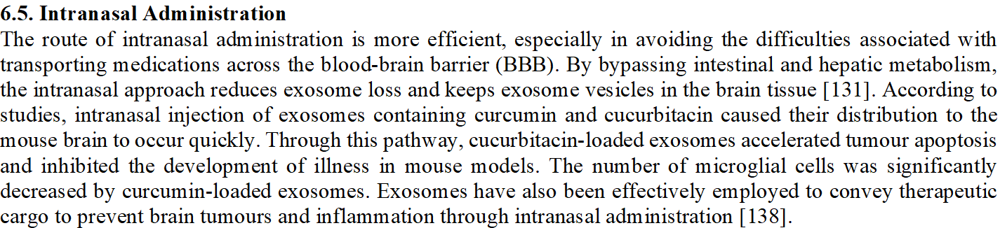 6.5. Intranasal Administration
The route of intranasal administration is more efficient, especially in avoiding the difficulties associated with
transporting medications across the blood-brain barrier (BBB). By bypassing intestinal and hepatic metabolism,
the intranasal approach reduces exosome loss and keeps exosome vesicles in the brain tissue [131]. According to
studies, intranasal injection of exosomes containing curcumin and cucurbitacin caused their distribution to the
mouse brain to occur quickly. Through this pathway, cucurbitacin-loaded exosomes accelerated tumour apoptosis
and inhibited the development of illness in mouse models. The number of microglial cells was significantly
decreased by curcumin-loaded exosomes. Exosomes have also been effectively employed to convey therapeutic
cargo to prevent brain tumours and inflammation through intranasal administration [138].